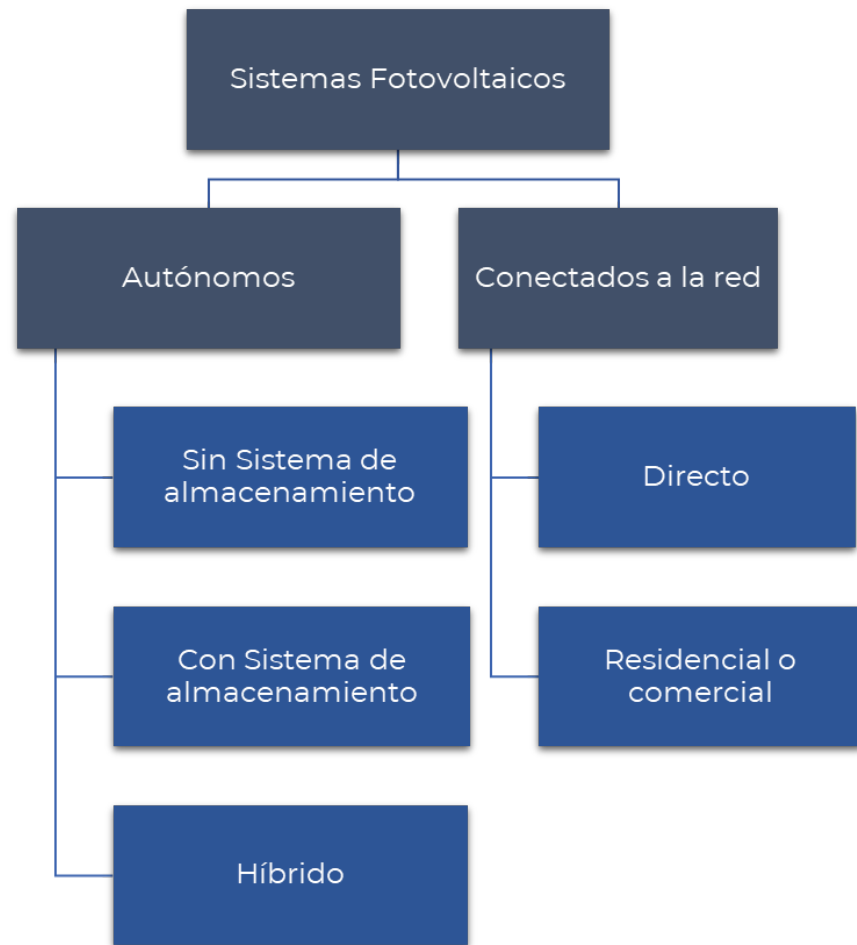 Sistemas Fotovoltaicos
Autónomos
Conectados a la red
Sin Sistema de
almacenamiento
Directo
Con Sistema de
almacenamiento
Residencial o
comercial
Híbrido